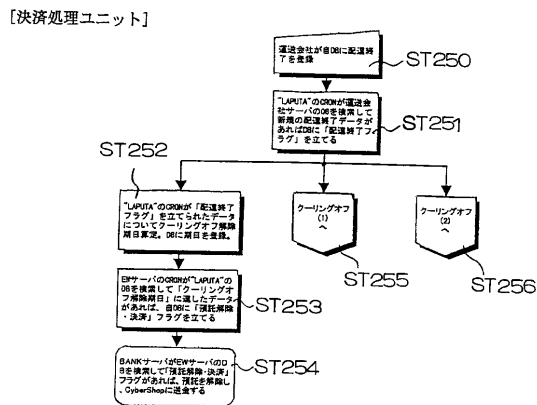 [決済処理ユニット]
運送会社が自DBに配達終
了を登録
ST250
"LAPUTA"のCRONが運送会
社サーバのDBを検索して
新規の配達終了データが
あればDBに「配達終了フ
ラグ」を立てる
ST251
ST252
"LAPUTA"のCRONが「配達終了
フラグ」を立てられたデータ
についてクーリングオフ解除
期日算定。DBに期日を登録。
クーリングオフ
(1)
へ
クーリングオフ
(2)
へ
ST255
ST256
EWサーバのCRONが"LAPUTA"の
DBを検索して「クーリングオ
フ解除期日」に達したデータ
があれば、自DBに「預託解除
・決済」フラグを立てる
ST253
BANKサーバがEWサーバのD
Bを検索して「預託解除・決済」
フラグがあれば、預託を解除し
、CyberShopに送金する
ST254